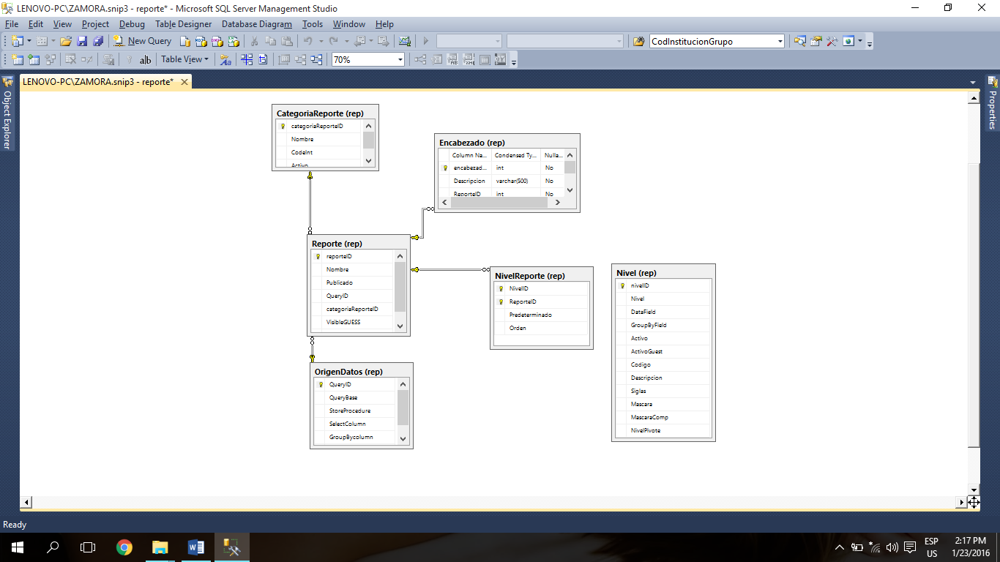 LENOVO-PC\ZAMORA.snip3 - reporte* - Microsoft SQL Server Management Studio
File Edit View Project Debug Table Designer Database Diagram Tools Window Help
New Query CodInstitucionGrupo
ab Table View 70%
LENOVO-PC\ZAMORA.snip3 - reporte*
Object Explorer
Properties
CategoriaReporte (rep)
categoriaReporteID
Nombre
CodeInt
Activo
Encabezado (rep)
Column Na... Condensed Ty... Nulla...
encabezad... int No
Descripcion varchar(500) No
ReporteID int No
Reporte (rep)
reporteID
Nombre
Publicado
QueryID
categoriaReporteID
VisibleGUESS
NivelReporte (rep)
NivelID
ReporteID
Predeterminado
Orden
Nivel (rep)
nivelID
Nivel
DataField
GroupByField
Activo
ActivoGuest
Codigo
Descripcion
Siglas
Mascara
MascaraComp
NivelPivote
OrigenDatos (rep)
QueryID
QueryBase
StoreProcedure
SelectColumn
GroupBycolumn
Ready
ESP
US
2:17 PM
1/23/2016